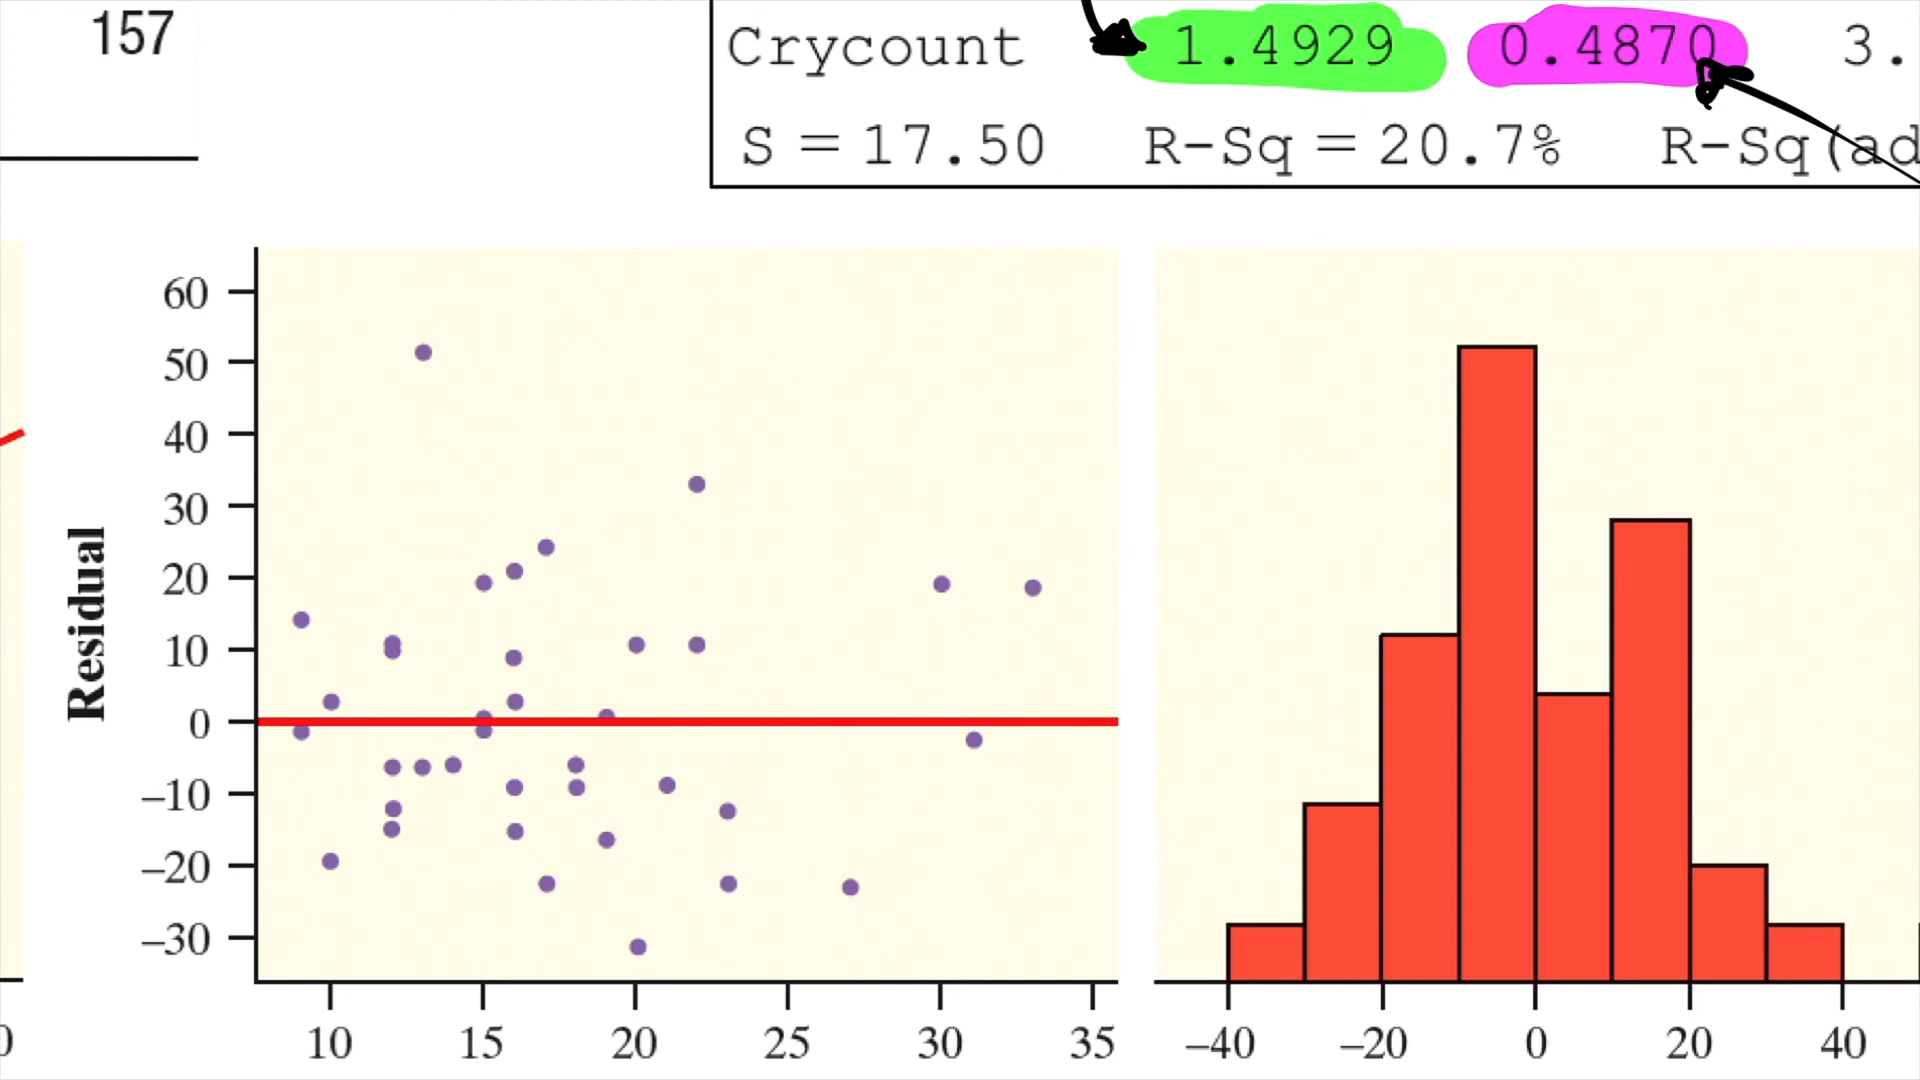 157
Crycount 1.4929 0.4870 3.
S = 17.50 R-Sq = 20.7% R-Sq(ad
Residual
60
50
40
30
20
10
0
–10
–20
–30
10 15 20 25 30 35
0
–40 –20 0 20 40